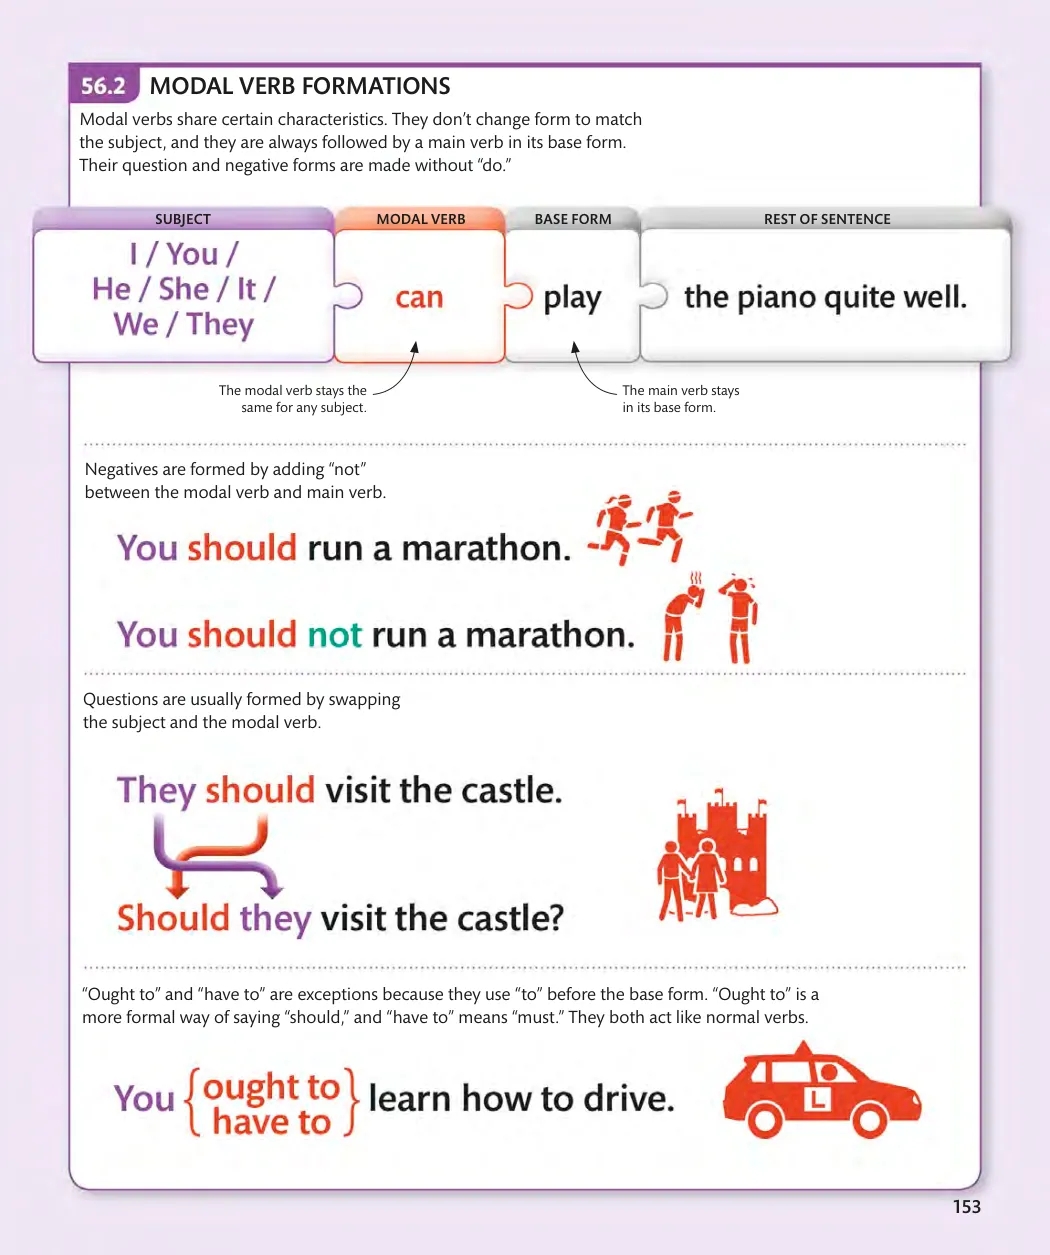 56.2 MODAL VERB FORMATIONS
Modal verbs share certain characteristics. They don’t change form to match
the subject, and they are always followed by a main verb in its base form.
Their question and negative forms are made without “do.”
SUBJECT MODAL VERB BASE FORM REST OF SENTENCE
I / You /
He / She / It /
We / They
can play the piano quite well.
The modal verb stays the
same for any subject.
The main verb stays
in its base form.
Negatives are formed by adding “not”
between the modal verb and main verb.
You should run a marathon.
You should not run a marathon.
Questions are usually formed by swapping
the subject and the modal verb.
They should visit the castle.
Should they visit the castle?
“Ought to” and “have to” are exceptions because they use “to” before the base form. “Ought to” is a
more formal way of saying “should,” and “have to” means “must.” They both act like normal verbs.
You { ought to
have to } learn how to drive.
L
153